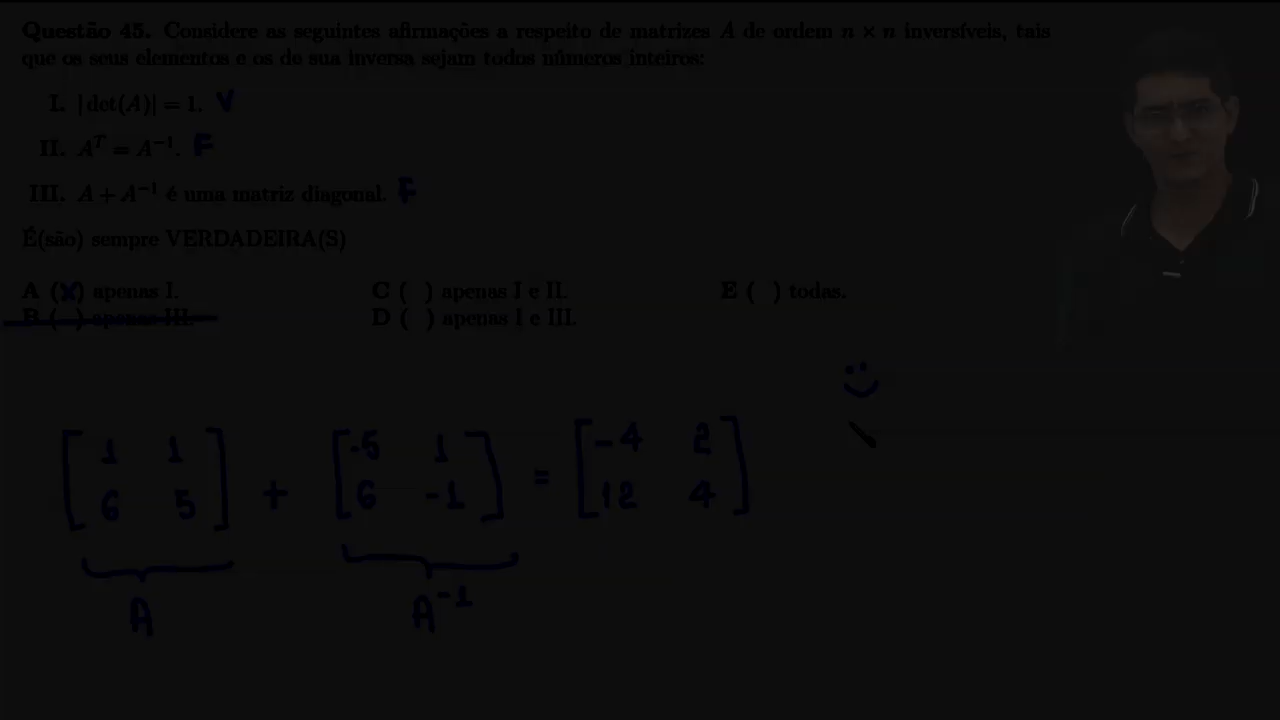 Questão 45. Considere as seguintes afirmações a respeito de matrizes A de ordem n × n inversíveis, tais
que os seus elementos e os de sua inversa sejam todos números inteiros:
I. |det(A)| = 1. V
II. A^T = A^-1. F
III. A + A^-1 é uma matriz diagonal. F
É(são) sempre VERDADEIRA(S)
A (X) apenas I. C ( ) apenas I e II. E ( ) todas.
B ( ) apenas III. D ( ) apenas I e III.
[1 1 + [-5 1 = [-4 2
6 5] 6 -1] 12 4]
A A^-1